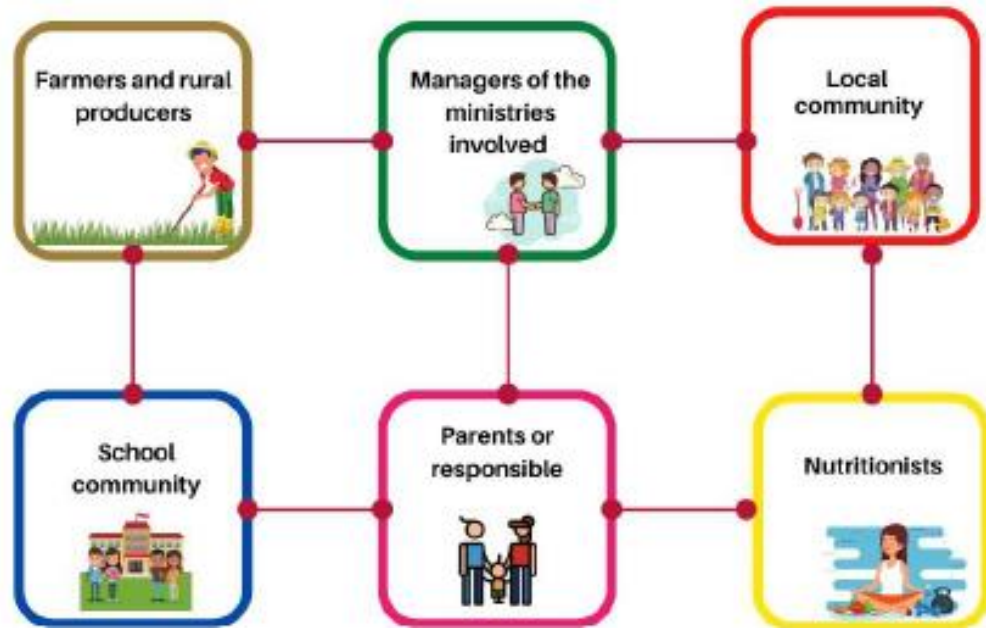 Farmers and rural
producers
Managers of the
ministries
involved
Local
community
School
community
Parents or
responsible
Nutritionists